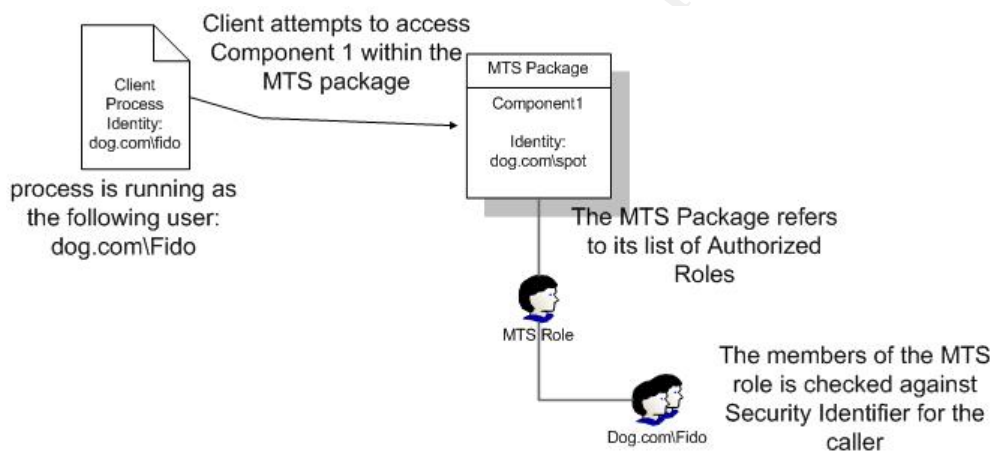 Client attempts to access
Component 1 within the
MTS package
Client
Process
Identity:
dog.com\fido
MTS Package
Component1
Identity:
dog.com\spot
process is running as
the following user:
dog.com\Fido
The MTS Package refers
to its list of Authorized
Roles
MTS Role
The members of the MTS
role is checked against
Security Identifier for the
caller
Dog.com\Fido